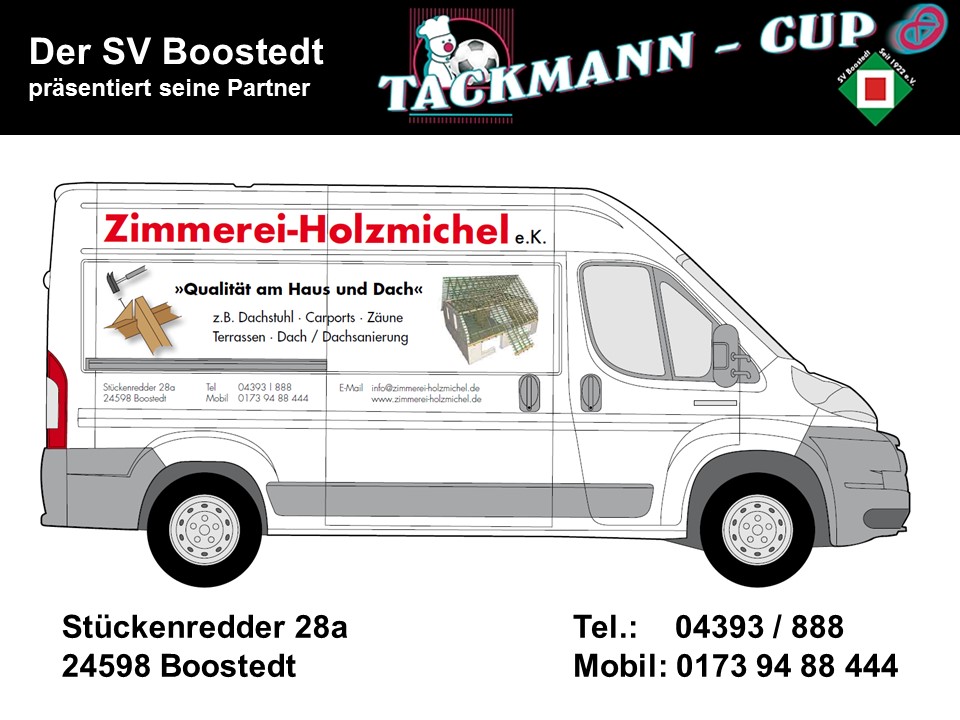 Der SV Boostedt
präsentiert seine Partner
TACKMANN - CUP
SV Boostedt Seit 1922 e.V.
Zimmerei-Holzmichel e.K.
»Qualität am Haus und Dach«
z.B. Dachstuhl · Carports · Zäune
Terrassen · Dach / Dachsanierung
Stückenredder 28a Tel 04393 | 888 E-Mail info@zimmerei-holzmichel.de
24598 Boostedt Mobil 0173 94 88 444 www.zimmerei-holzmichel.de
Stückenredder 28a Tel.: 04393 / 888
24598 Boostedt Mobil: 0173 94 88 444